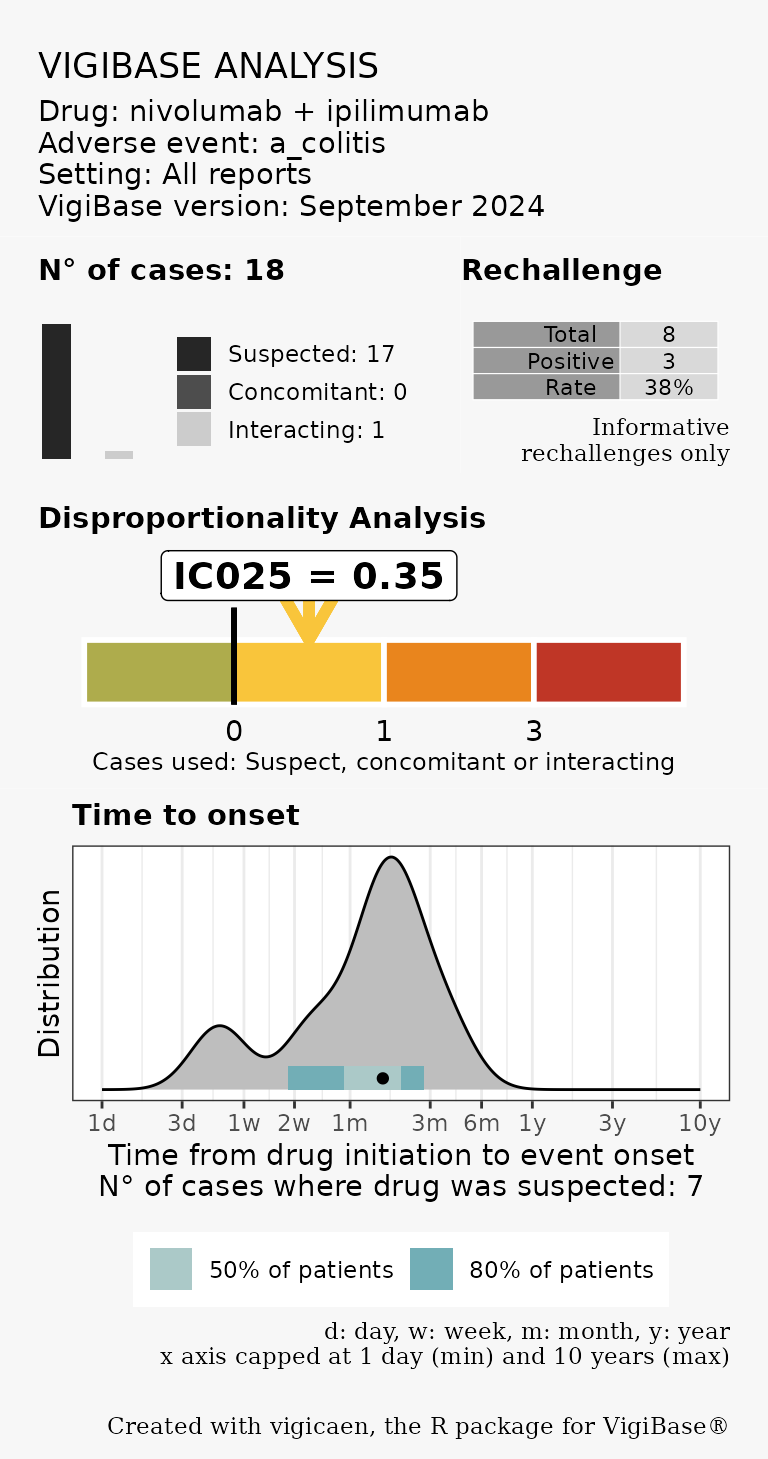 VIGIBASE ANALYSIS
Drug: nivolumab + ipilimumab
Adverse event: a_colitis
Setting: All reports
VigiBase version: September 2024
N° of cases: 18
Suspected: 17
Concomitant: 0
Interacting: 1
Rechallenge
Total 8
Positive 3
Rate 38%
Informative
rechallenges only
Disproportionality Analysis
IC025 = 0.35
0 1 3
Cases used: Suspect, concomitant or interacting
Time to onset
Distribution
1d 3d 1w 2w 1m 3m 6m 1y 3y 10y
Time from drug initiation to event onset
N° of cases where drug was suspected: 7
50% of patients 80% of patients
d: day, w: week, m: month, y: year
x axis capped at 1 day (min) and 10 years (max)
Created with vigicaen, the R package for VigiBase®